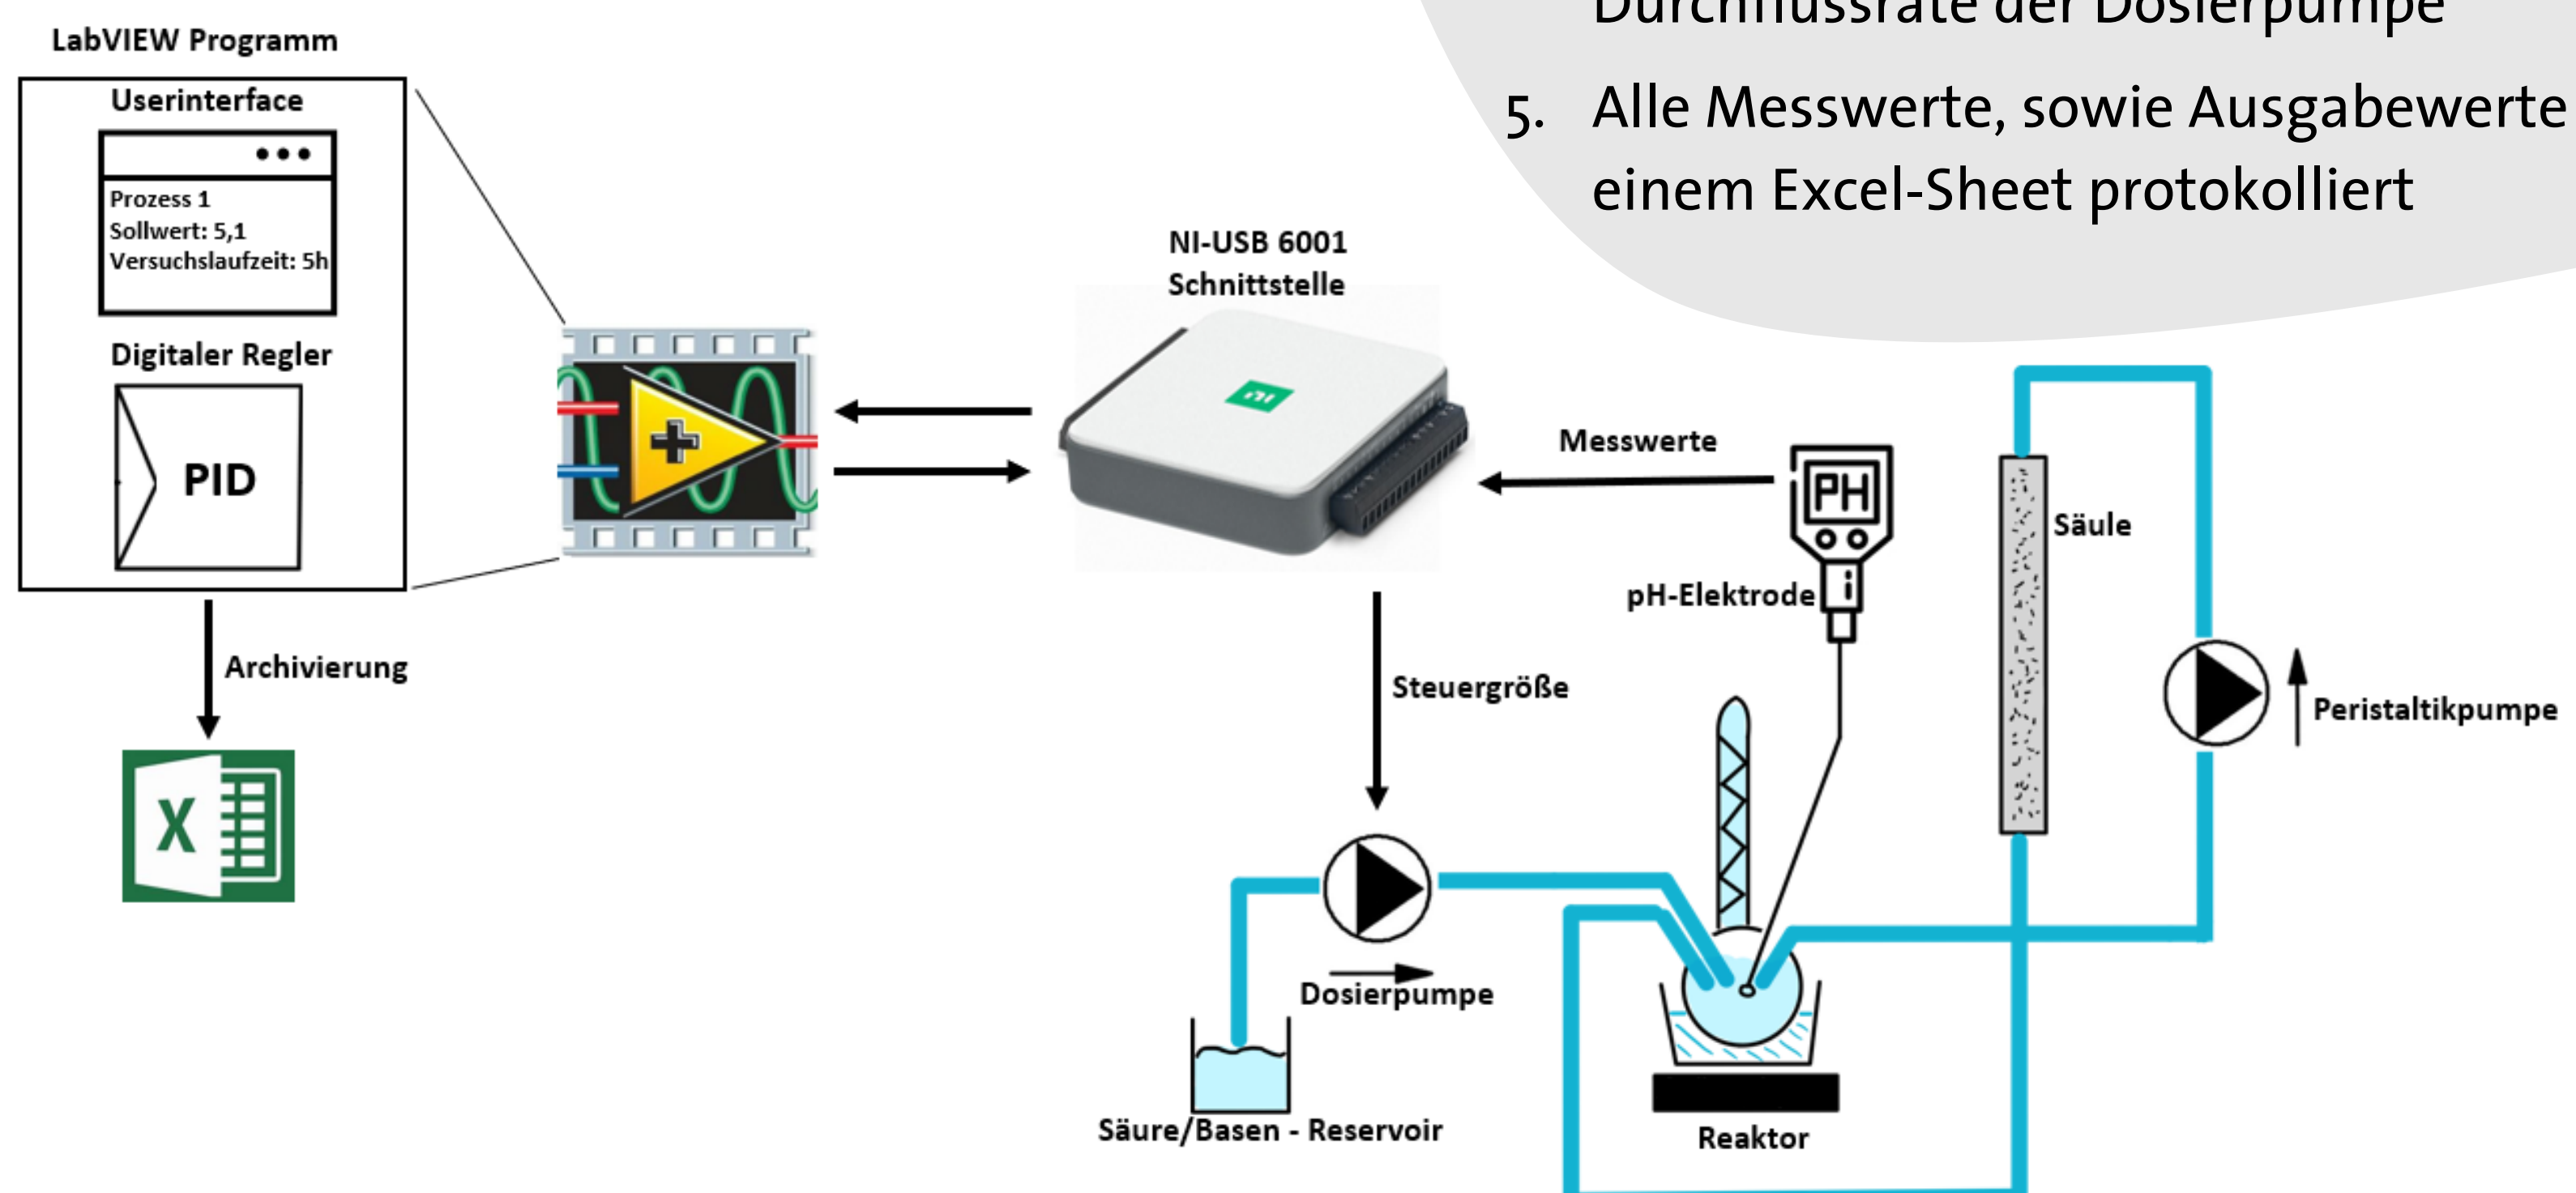 LabVIEW Programm
Userinterface
Prozess 1
Sollwert: 5,1
Versuchslaufzeit: 5h
Digitaler Regler
PID
Archivierung
X
NI-USB 6001
Schnittstelle
Durchflussrate der Dosierpumpe
5. Alle Messwerte, sowie Ausgabewerte
einem Excel-Sheet protokolliert
Messwerte
PH
pH-Elektrode
Säule
Steuergröße
Peristaltikpumpe
Dosierpumpe
Säure/Basen - Reservoir
Reaktor